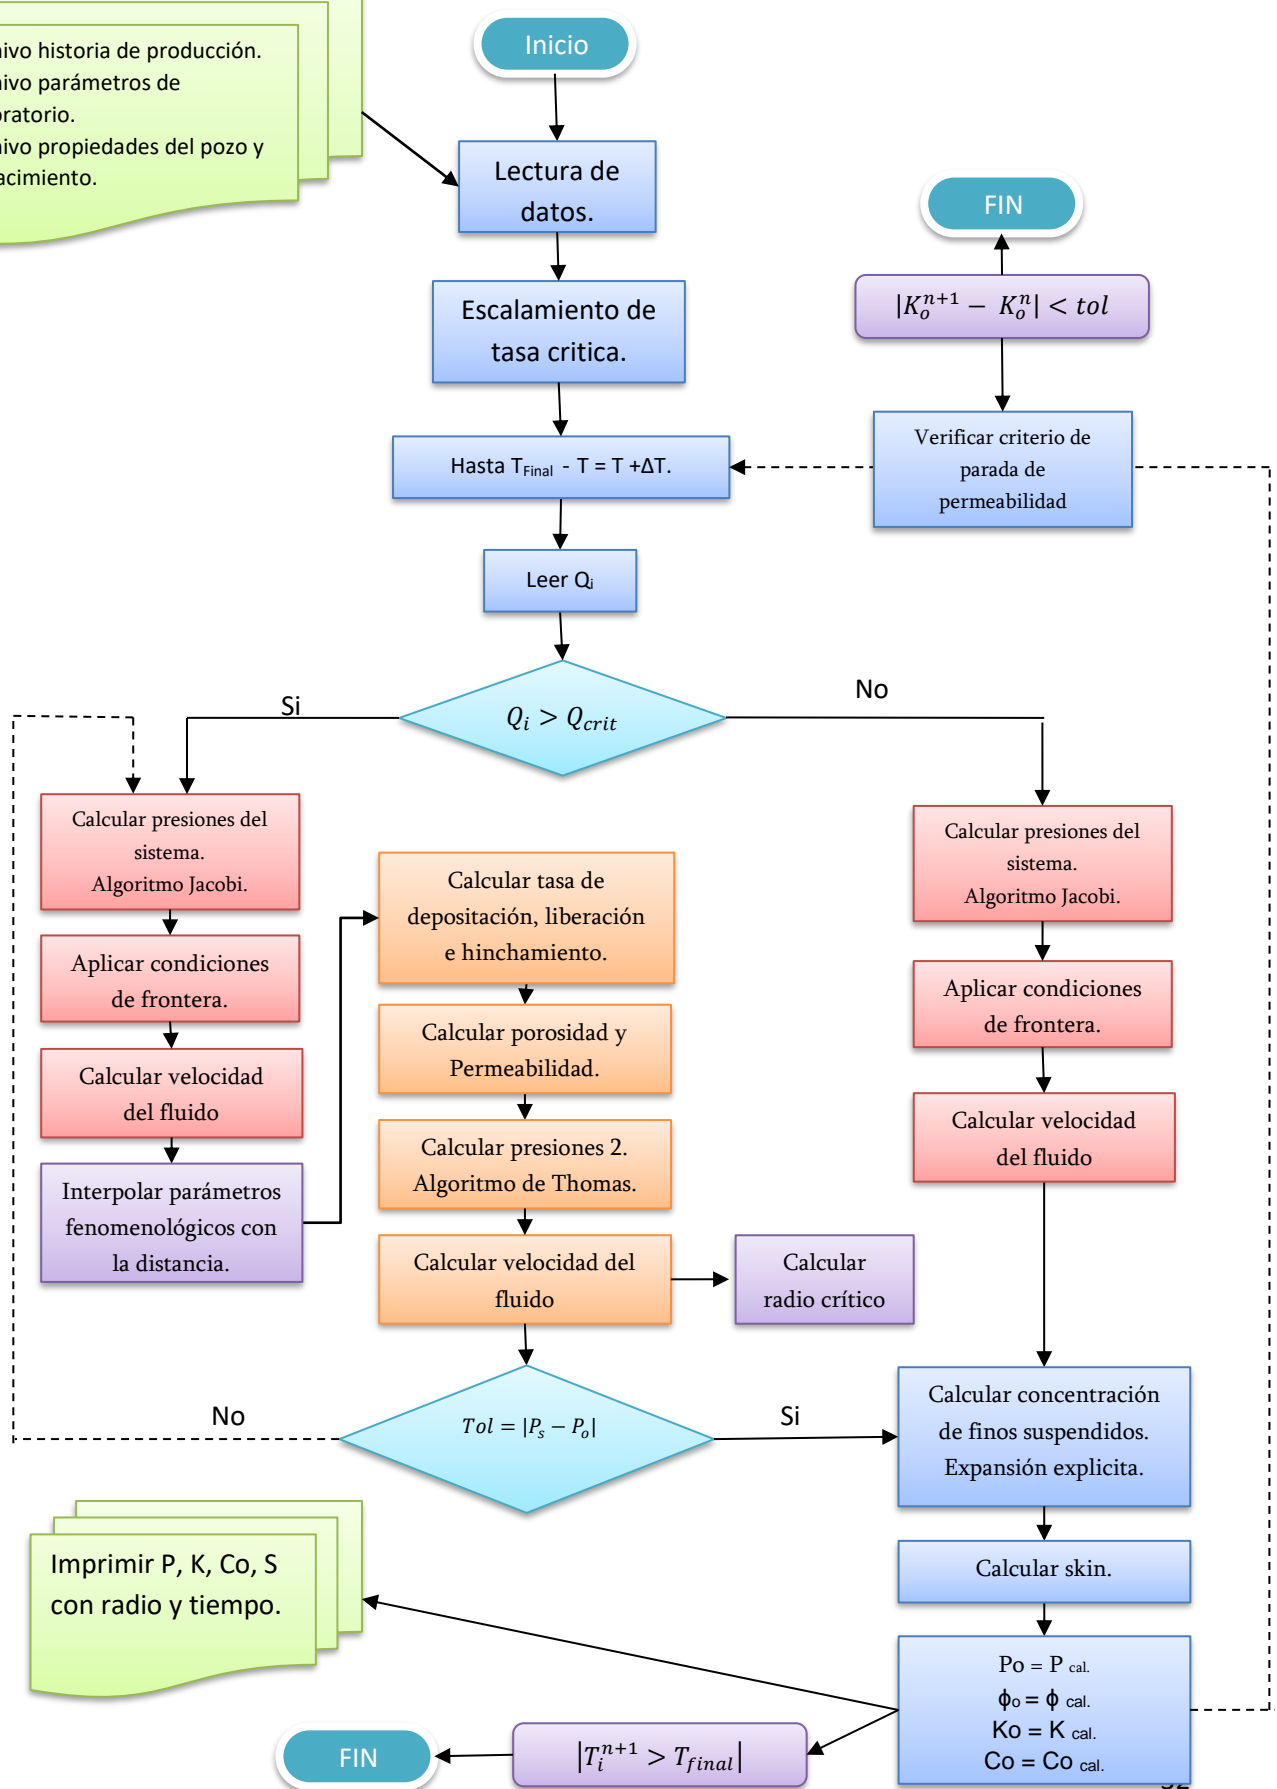 Inicio
historia de producción.
parámetros de
propiedades del pozo y
Lectura de
datos.
FIN
Escalamiento de
tasa critica.
|K_o^{n+1} − K_o^n| < tol
Verificar criterio de
parada de
permeabilidad
Hasta T_Final - T = T +ΔT.
Leer Q_i
Q_i > Q_crit
Si
No
Calcular presiones del
sistema.
Algoritmo Jacobi.
Aplicar condiciones
de frontera.
Calcular velocidad
del fluido
Interpolar parámetros
fenomenológicos con
la distancia.
Calcular tasa de
depositación, liberación
e hinchamiento.
Calcular porosidad y
Permeabilidad.
Calcular presiones 2.
Algoritmo de Thomas.
Calcular velocidad del
fluido
Calcular
radio crítico
Calcular presiones del
sistema.
Algoritmo Jacobi.
Aplicar condiciones
de frontera.
Calcular velocidad
del fluido
Tol = |P_s − P_o|
No
Si
Calcular concentración
de finos suspendidos.
Expansión explicita.
Calcular skin.
Po = P cal.
ϕo = ϕ cal.
Ko = K cal.
Co = Co cal.
Imprimir P, K, Co, S
con radio y tiempo.
|T_i^{n+1} > T_final|
FIN